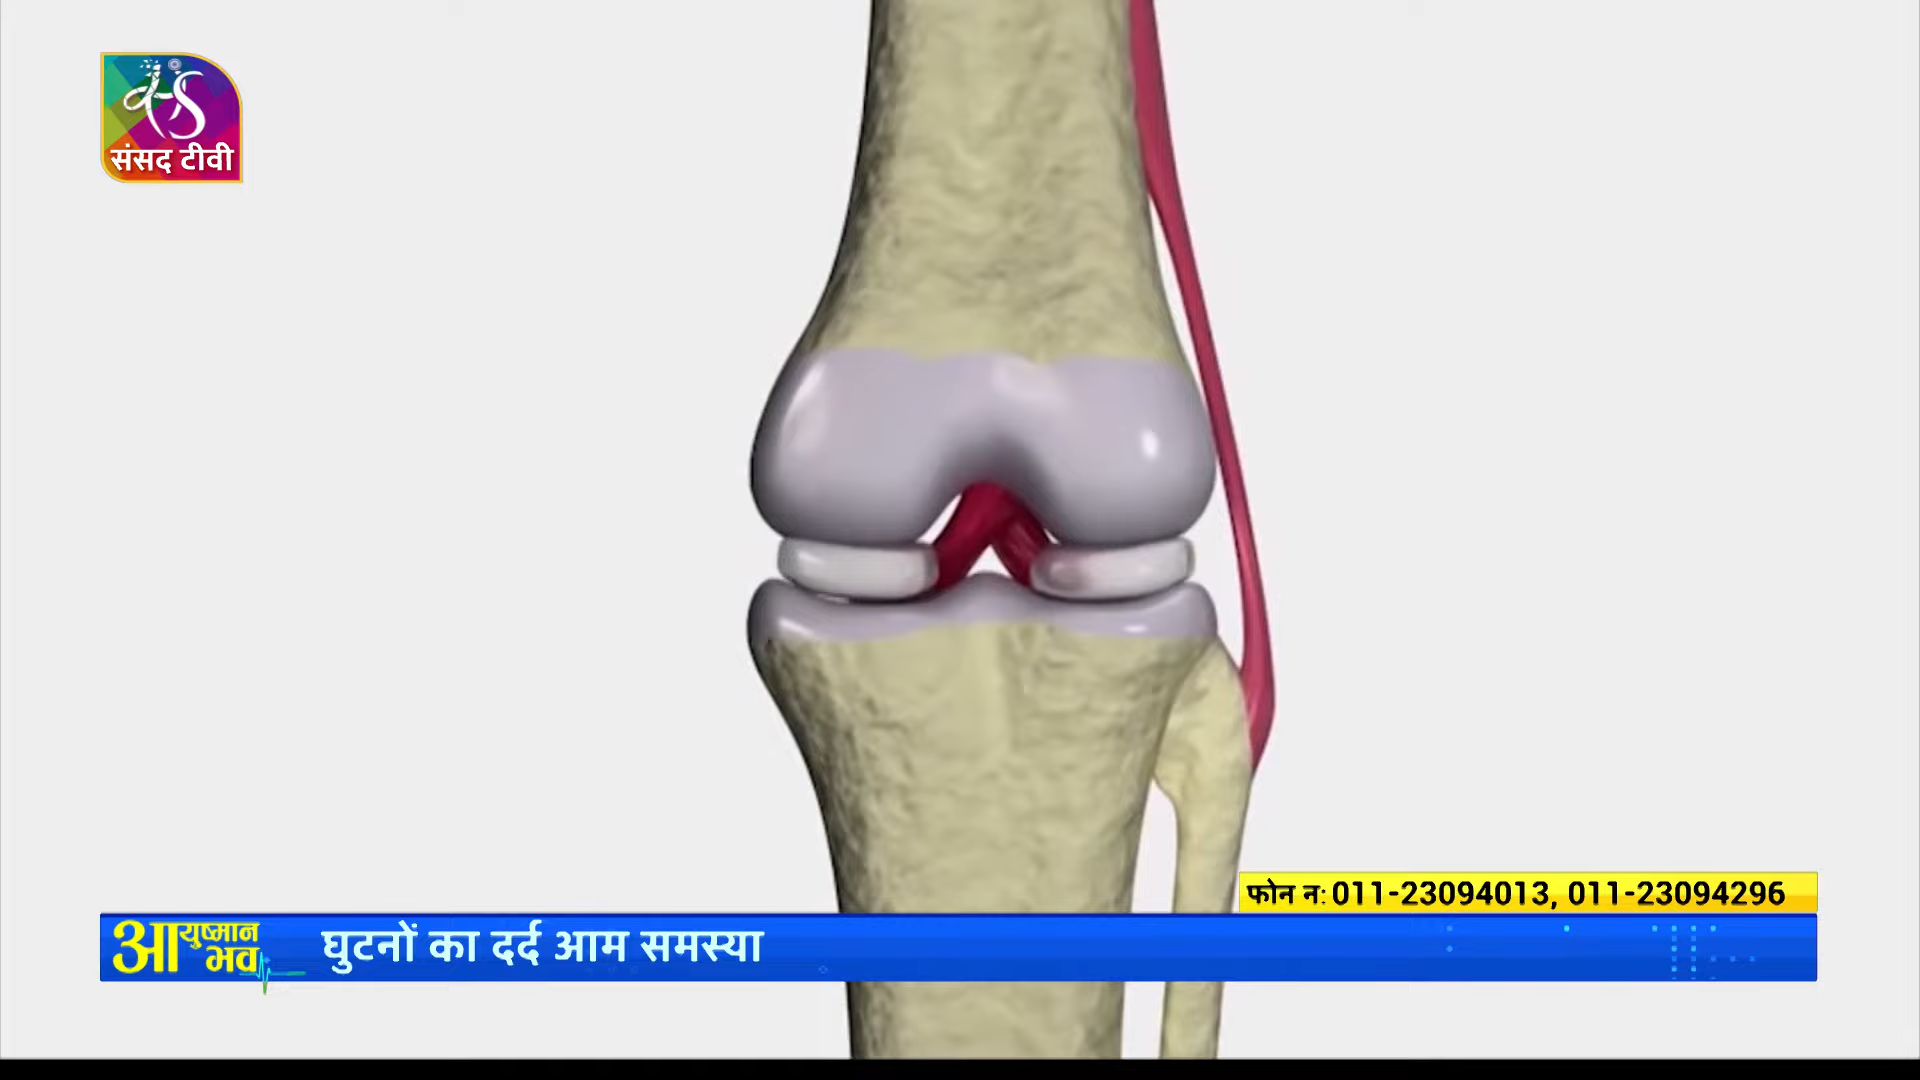 संसद टीवी
फोन न: 011-23094013, 011-23094296
आयुष्मान भव
घुटनों का दर्द आम समस्या